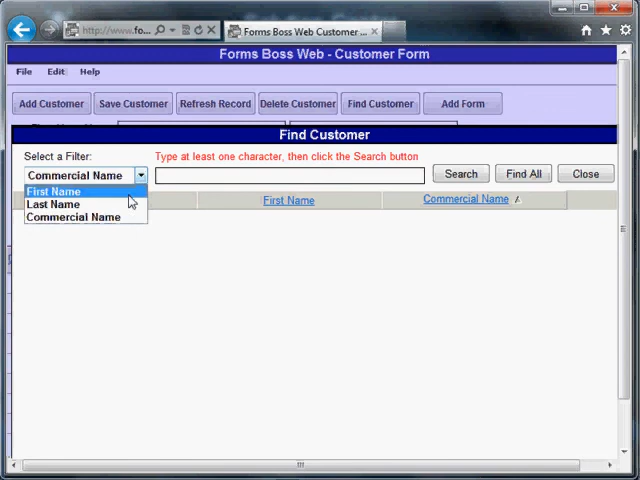 http://www.fo...
Forms Boss Web Customer ...
Forms Boss Web - Customer Form
File Edit Help
Add Customer Save Customer Refresh Record Delete Customer Find Customer Add Form
Find Customer
Select a Filter: Type at least one character, then click the Search button
Commercial Name Search Find All Close
First Name
Last Name
Commercial Name
First Name Commercial Name